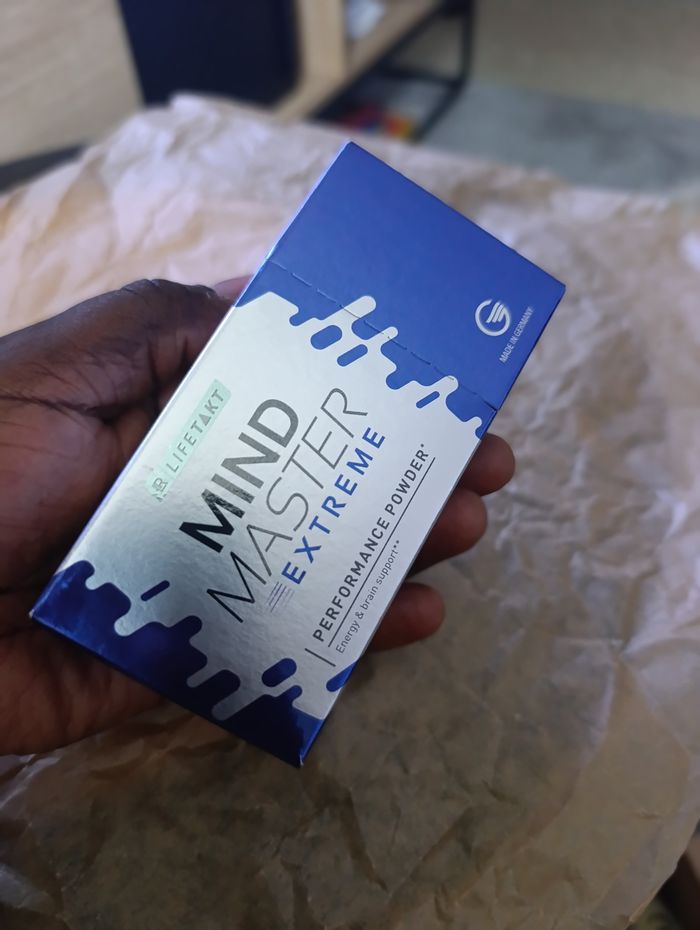 MADE IN GERMANY
LR LIFETAKT
MIND
MASTER
EXTREME
PERFORMANCE POWDER*
Energy & brain support**